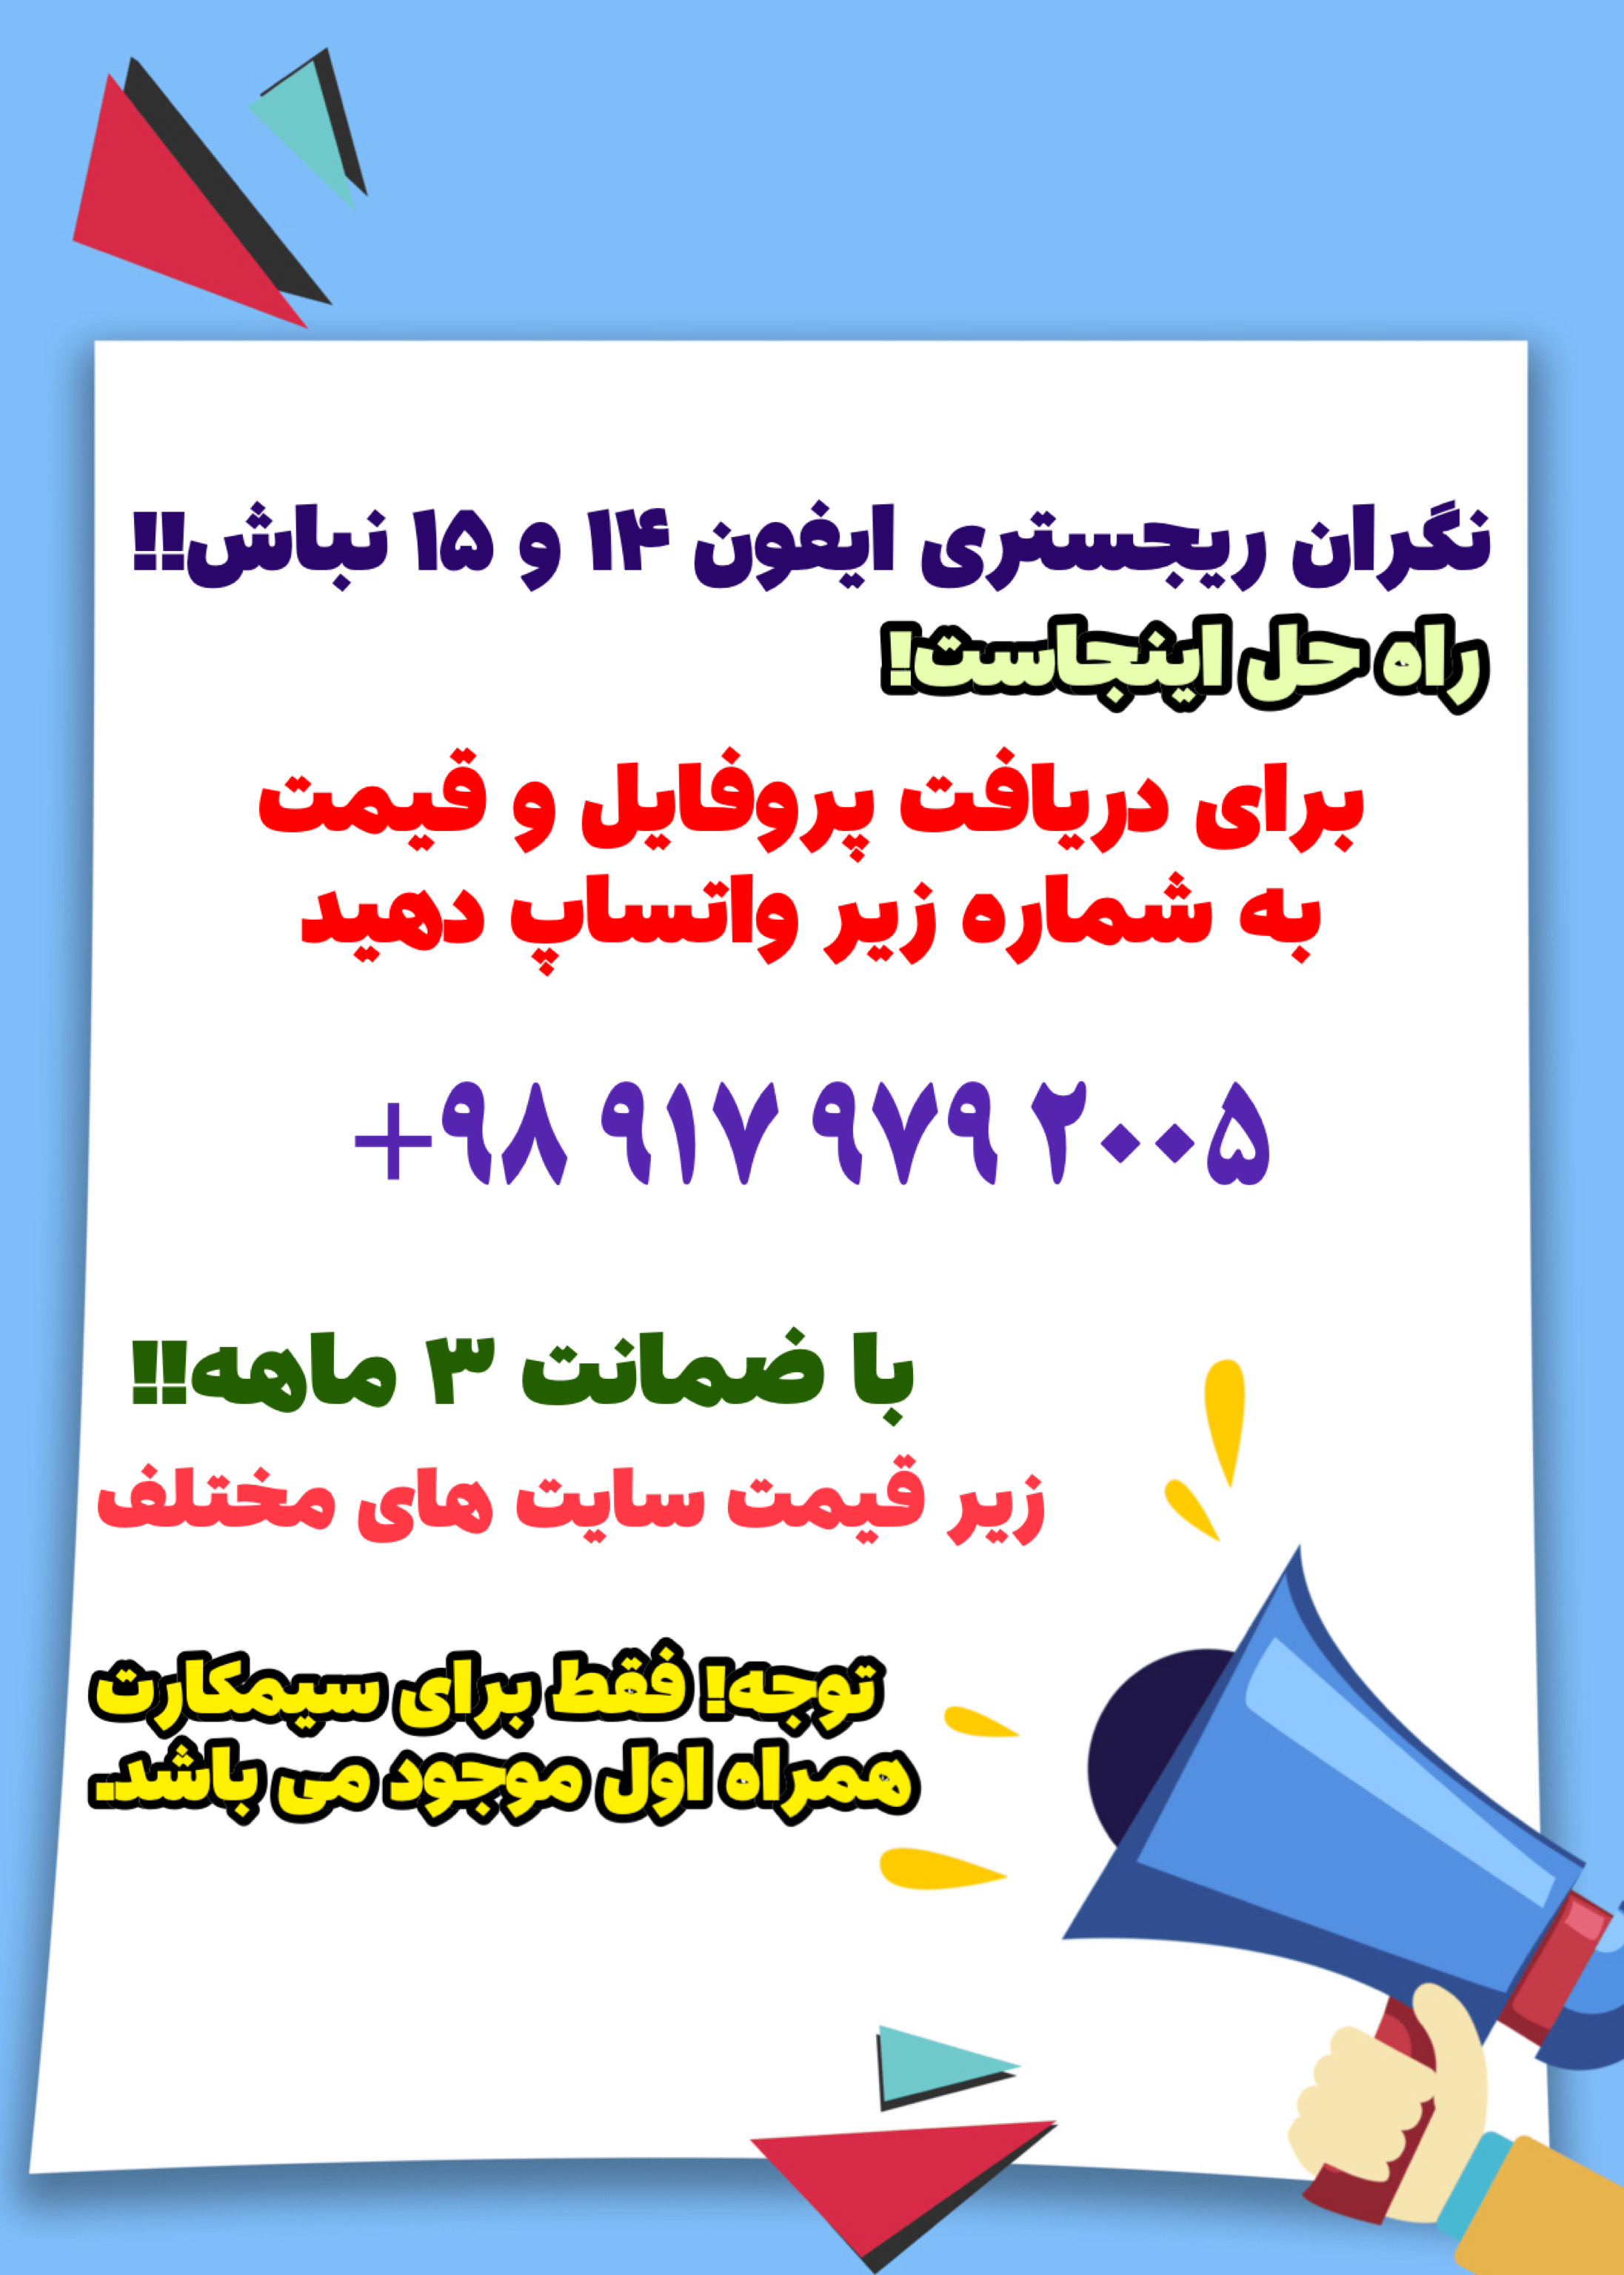 نگران ریجستری ایفون ۱۴ و ۱۵ نباش!!
راه حل اینجاست!
برای دریافت پروفایل و قیمت
به شماره زیر واتساپ دهید
+۹۸ ۹۱۷ ۹۷۹ ۲۰۰۵
با ضمانت ۳ ماهه!!
زیر قیمت سایت های مختلف
توجه! فقط برای سیمکارت
همراه اول موجود می باشد..